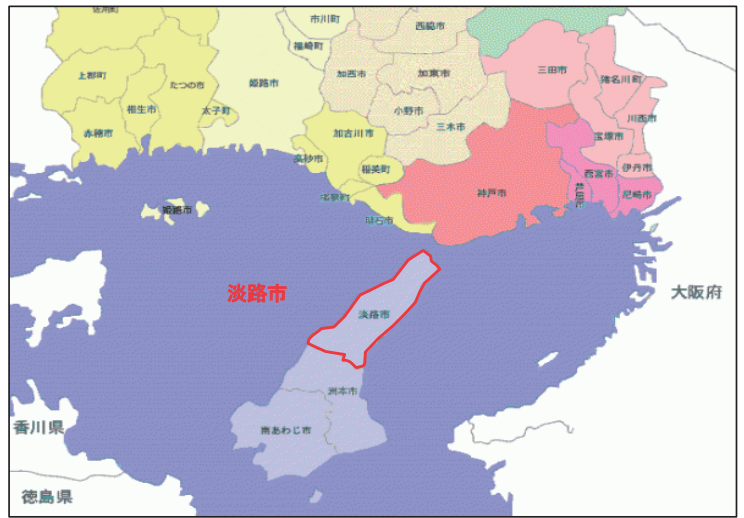 佐用町
市川町
西脇市
福崎町
上郡町
たつの市
姫路市
加西市
加東市
三田市
猪名川町
相生市
太子町
小野市
川西市
赤穂市
加古川市
三木市
宝塚市
高砂市
稲美町
伊丹市
西宮市
神戸市
尼崎市
芦屋市
播磨町
姫路市
明石市
淡路市
大阪府
淡路市
洲本市
香川県
南あわじ市
徳島県